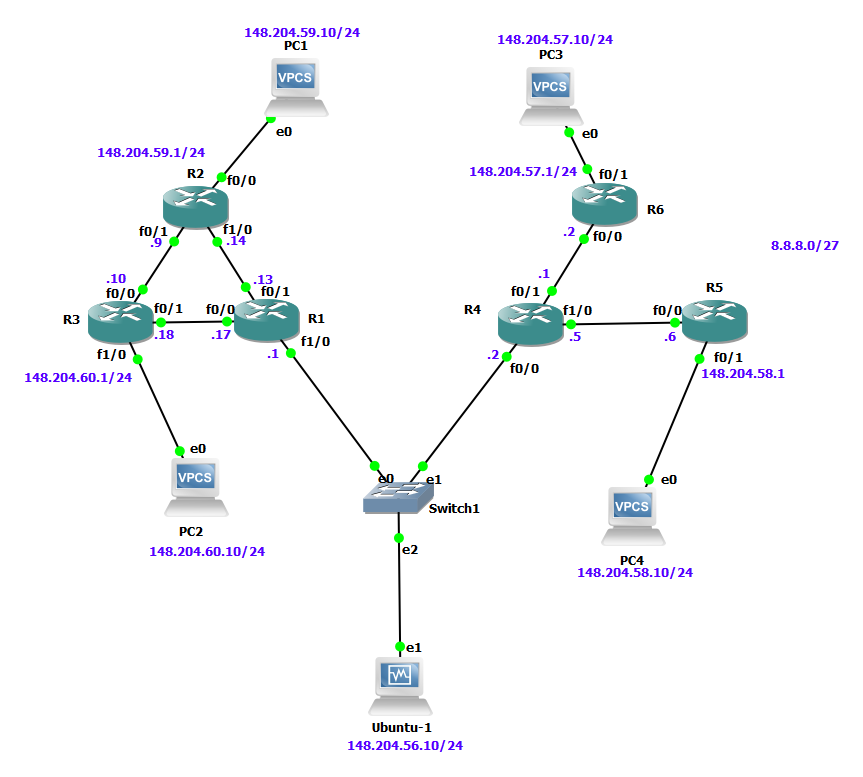 148.204.59.10/24
PC1
VPCS
e0
148.204.59.1/24
R2
f0/0
f0/1
.9
f1/0
.14
.10
f0/0
R3
f0/1
.18
f1/0
148.204.60.1/24
.13
f0/1
f0/0
.17
R1
f1/0
.1
e0
VPCS
PC2
148.204.60.10/24
148.204.57.10/24
PC3
VPCS
e0
148.204.57.1/24
f0/1
R6
.2
f0/0
8.8.8.0/27
.1
f0/1
R4
f1/0
.5
.2
f0/0
R5
f0/0
.6
f0/1
148.204.58.1
e0
VPCS
PC4
148.204.58.10/24
e0
e1
Switch1
e2
e1
Ubuntu-1
148.204.56.10/24